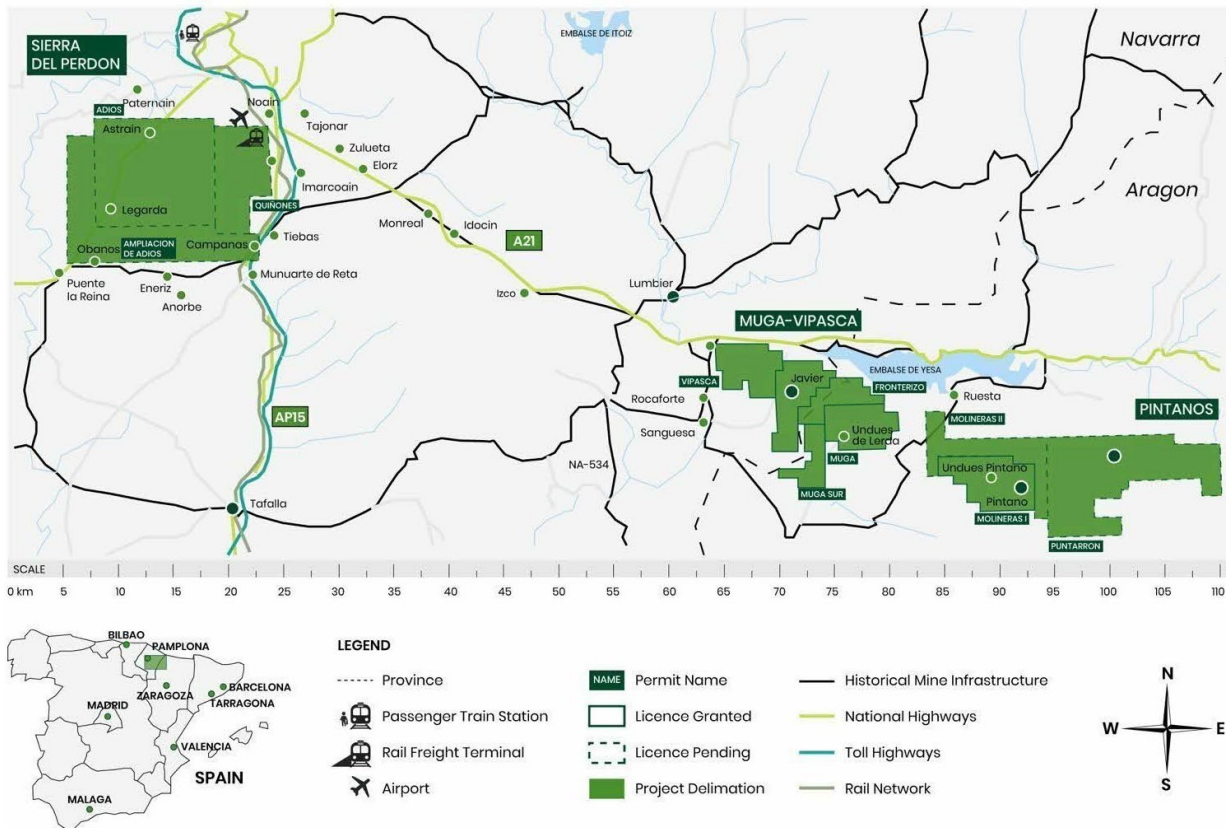 SIERRA
DEL PERDON
EMBALSE DE ITOIZ
Navarra
Aragon
Paternain
ADIOS
Astrain
Noain
Tajonar
Zulueta
Elorz
Imarcoain
Legarda
QUIÑONES
Obanos
AMPLIACION
DE ADIOS
Campanas
Tiebas
Monreal
Idocin
A21
Puente
la Reina
Eneriz
Anorbe
Munuarte de Reta
Izco
Lumbier
MUGA-VIPASCA
VIPASCA
Javier
EMBALSE DE YESA
FRONTERIZO
Rocaforte
Ruesta
PINTANOS
AP15
Sanguesa
Undues
de Lerda
MOLINERAS II
MUGA
NA-534
MUGA SUR
Undues Pintano
Pintano
MOLINERAS I
PUNTARRON
Tafalla
SCALE
0 km 5 10 15 20 25 30 35 40 45 50 55 60 65 70 75 80 85 90 95 100 105 110
BILBAO
PAMPLONA
ZARAGOZA
BARCELONA
TARRAGONA
MADRID
VALENCIA
SPAIN
MALAGA
LEGEND
Province
Passenger Train Station
Rail Freight Terminal
Airport
NAME Permit Name
Licence Granted
Licence Pending
Project Delimation
Historical Mine Infrastructure
National Highways
Toll Highways
Rail Network
N
W E
S